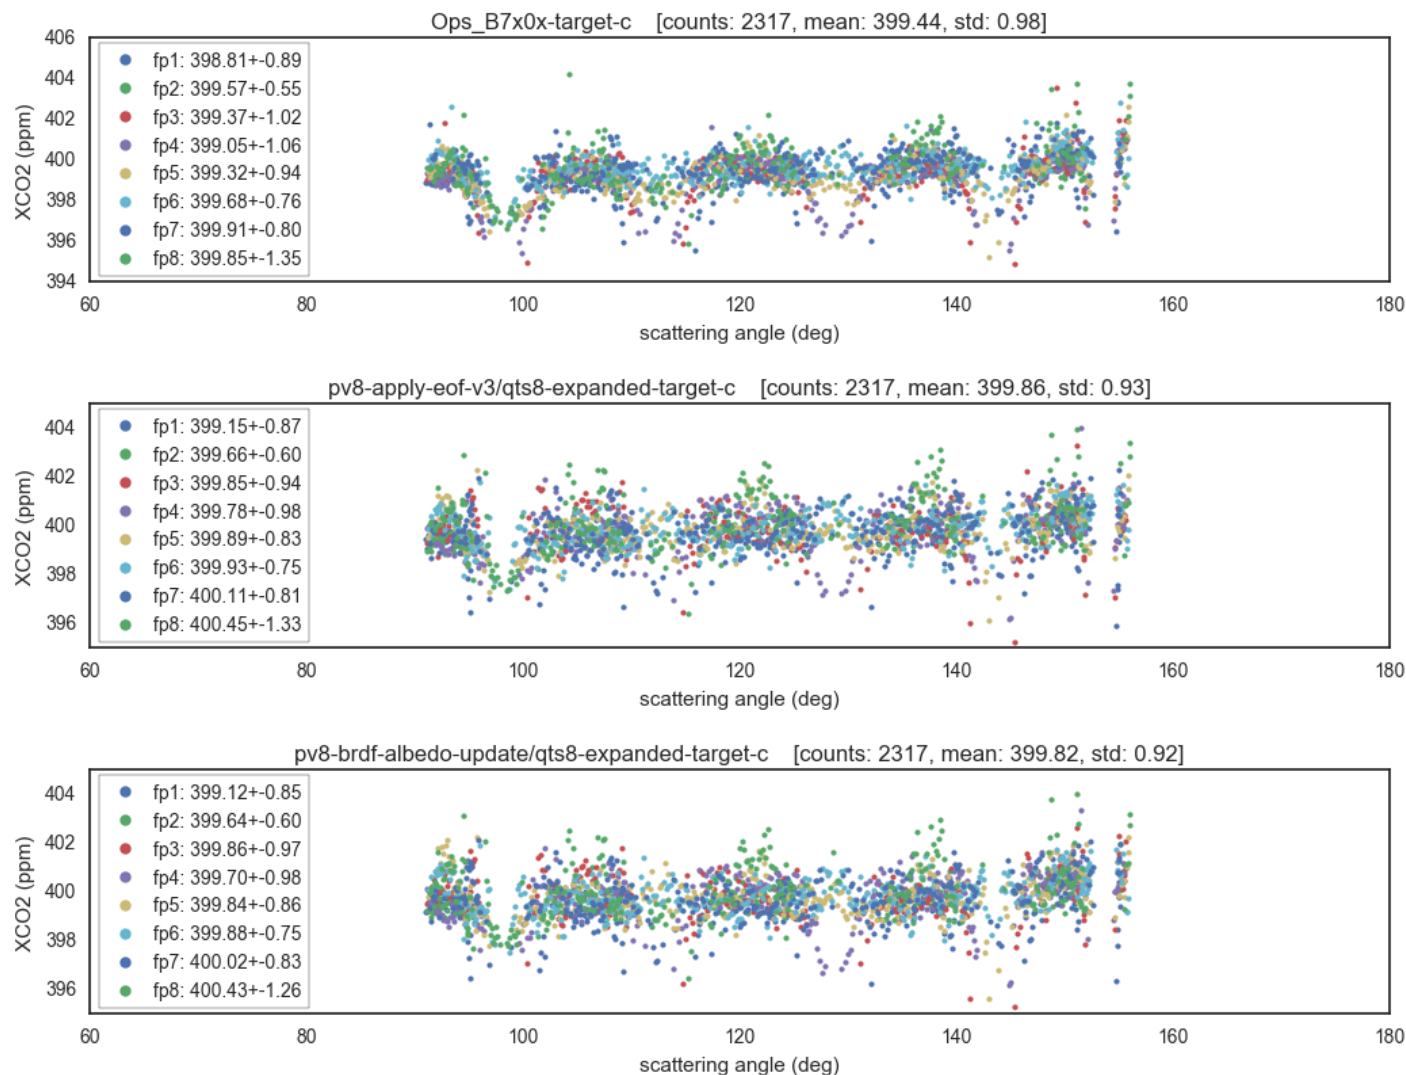 Ops_B7x0x-target-c [counts: 2317, mean: 399.44, std: 0.98]
406
404
402
400
398
396
394
XCO2 (ppm)
fp1: 398.81+-0.89
fp2: 399.57+-0.55
fp3: 399.37+-1.02
fp4: 399.05+-1.06
fp5: 399.32+-0.94
fp6: 399.68+-0.76
fp7: 399.91+-0.80
fp8: 399.85+-1.35
60 80 100 120 140 160 180
scattering angle (deg)
pv8-apply-eof-v3/qts8-expanded-target-c [counts: 2317, mean: 399.86, std: 0.93]
404
402
400
398
396
XCO2 (ppm)
fp1: 399.15+-0.87
fp2: 399.66+-0.60
fp3: 399.85+-0.94
fp4: 399.78+-0.98
fp5: 399.89+-0.83
fp6: 399.93+-0.75
fp7: 400.11+-0.81
fp8: 400.45+-1.33
60 80 100 120 140 160 180
scattering angle (deg)
pv8-brdf-albedo-update/qts8-expanded-target-c [counts: 2317, mean: 399.82, std: 0.92]
404
402
400
398
396
XCO2 (ppm)
fp1: 399.12+-0.85
fp2: 399.64+-0.60
fp3: 399.86+-0.97
fp4: 399.70+-0.98
fp5: 399.84+-0.86
fp6: 399.88+-0.75
fp7: 400.02+-0.83
fp8: 400.43+-1.26
60 80 100 120 140 160 180
scattering angle (deg)